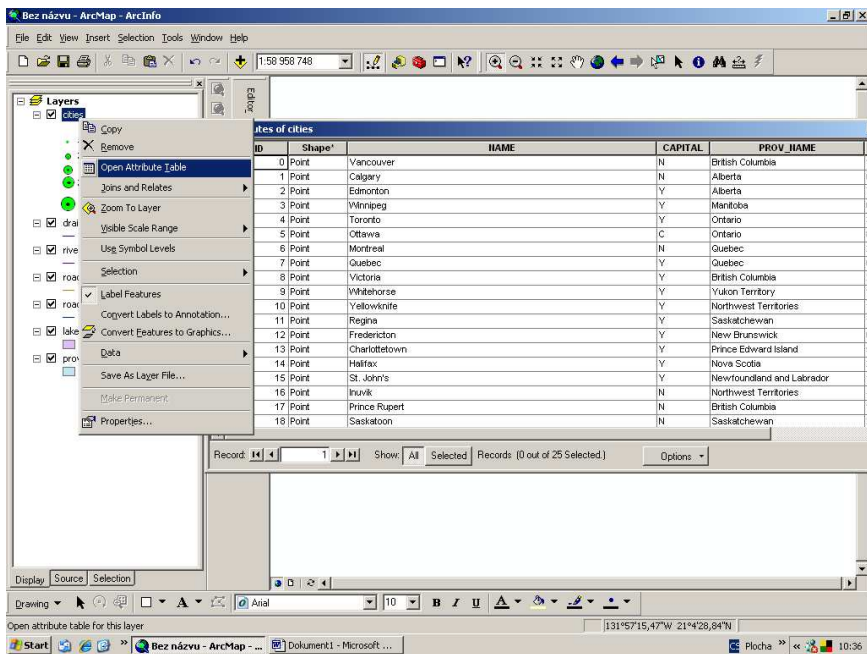 Bez názvu - ArcMap - ArcInfo
File Edit View Insert Selection Tools Window Help
1:58 958 748
Editor
Layers
cities
drai
rive
road
road
lake
prov
Copy
Remove
Open Attribute Table
Joins and Relates
Zoom To Layer
Visible Scale Range
Use Symbol Levels
Selection
Label Features
Convert Labels to Annotation...
Convert Features to Graphics...
Data
Save As Layer File...
Make Permanent
Properties...
utes of cities
ID Shape* NAME CAPITAL PROV_NAME
0 Point Vancouver N British Columbia
1 Point Calgary N Alberta
2 Point Edmonton Y Alberta
3 Point Winnipeg Y Manitoba
4 Point Toronto Y Ontario
5 Point Ottawa C Ontario
6 Point Montreal N Quebec
7 Point Quebec Y Quebec
8 Point Victoria Y British Columbia
9 Point Whitehorse Y Yukon Territory
10 Point Yellowknife Y Northwest Territories
11 Point Regina Y Saskatchewan
12 Point Fredericton Y New Brunswick
13 Point Charlottetown Y Prince Edward Island
14 Point Halifax Y Nova Scotia
15 Point St. John's Y Newfoundland and Labrador
16 Point Inuvik N Northwest Territories
17 Point Prince Rupert N British Columbia
18 Point Saskatoon N Saskatchewan
Record: 1 Show: All Selected Records (0 out of 25 Selected.) Options
Display Source Selection
Drawing A Arial 10 B I U A
Open attribute table for this layer 131°57'15,47"W 21°4'28,84"N
Start Bez názvu - ArcMap - ... Dokument1 - Microsoft ... CS Plocha 10:36